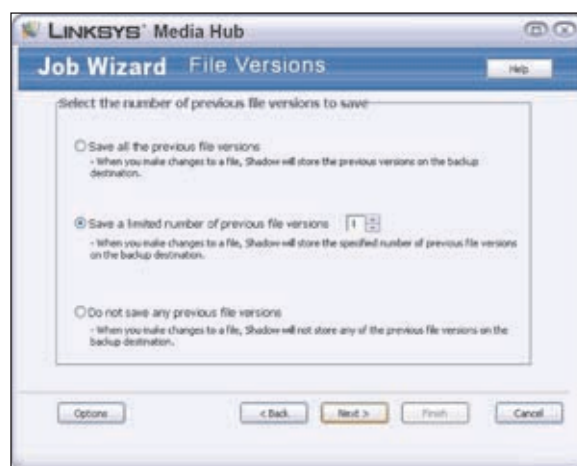 LINKSYS® Media Hub
Job Wizard File Versions
Help
Select the number of previous file versions to save
Save all the previous file versions
- When you make changes to a file, Shadow will store the previous versions on the backup
destination.
Save a limited number of previous file versions 1
- When you make changes to a file, Shadow will store the specified number of previous file versions
on the backup destination.
Do not save any previous file versions
- When you make changes to a file, Shadow will not store any of the previous file versions on the
backup destination.
Options < Back Next > Finish Cancel